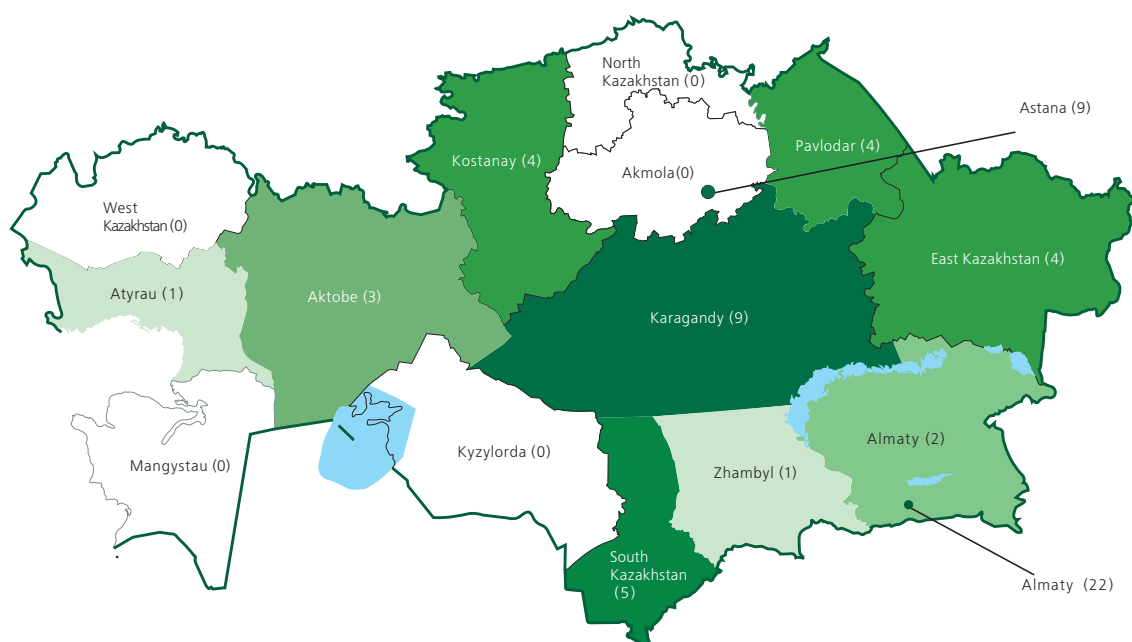 North
Kazakhstan (0)
Astana (9)
Kostanay (4)
Pavlodar (4)
Akmola(0)
West
Kazakhstan (0)
East Kazakhstan (4)
Atyrau (1)
Aktobe (3)
Karagandy (9)
Almaty (2)
Kyzylorda (0)
Mangystau (0)
Zhambyl (1)
South
Kazakhstan
(5)
Almaty (22)